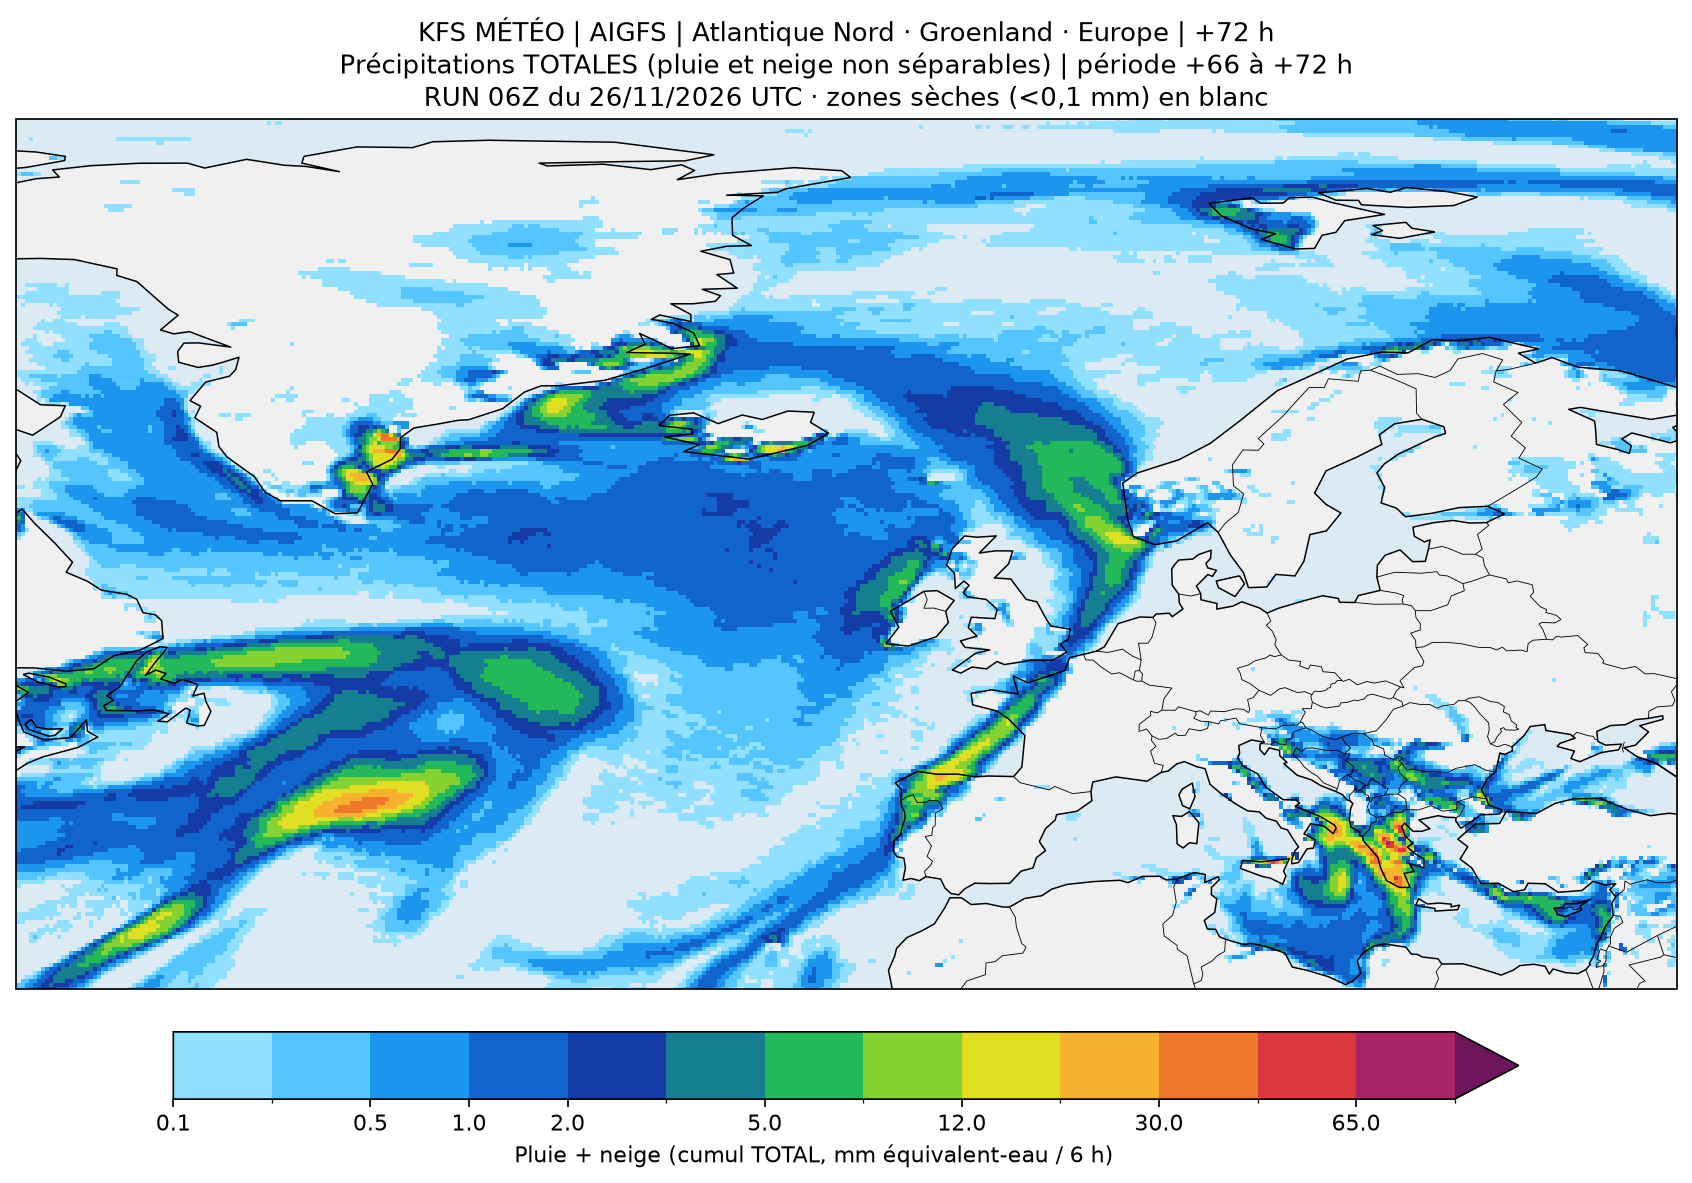 KFS MÉTÉO | AIGFS | Atlantique Nord · Groenland · Europe | +72 h
Précipitations TOTALES (pluie et neige non séparables) | période +66 à +72 h
RUN 06Z du 26/11/2026 UTC · zones sèches (<0,1 mm) en blanc
0.1 0.5 1.0 2.0 5.0 12.0 30.0 65.0
Pluie + neige (cumul TOTAL, mm équivalent-eau / 6 h)